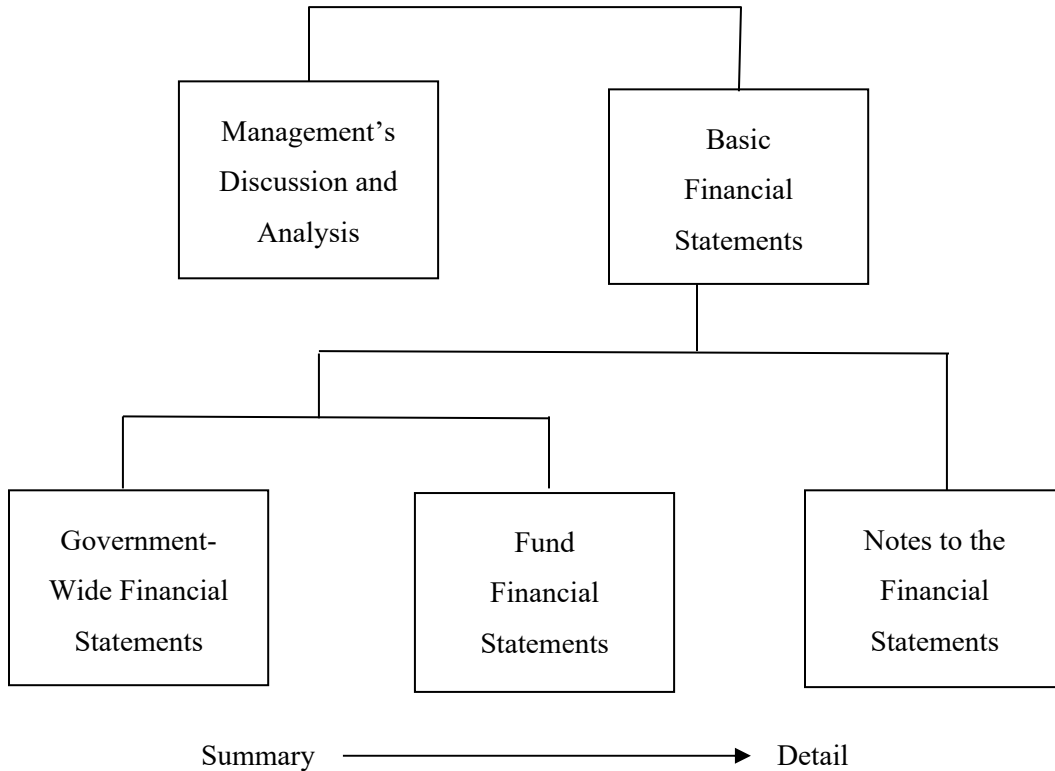 Management’s
Discussion and
Analysis
Basic
Financial
Statements
Government-
Wide Financial
Statements
Fund
Financial
Statements
Notes to the
Financial
Statements
Summary
Detail